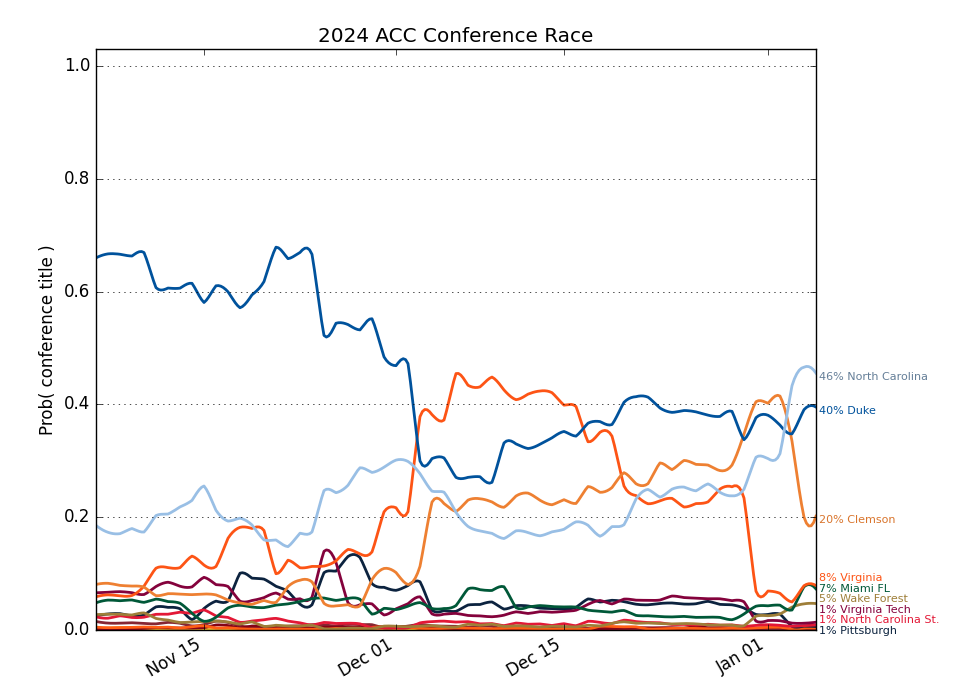 2024 ACC Conference Race
Prob( conference title )
1.0
0.8
0.6
0.4
0.2
0.0
Nov 15
Dec 01
Dec 15
Jan 01
46% North Carolina
40% Duke
20% Clemson
8% Virginia
7% Miami FL
5% Wake Forest
1% Virginia Tech
1% North Carolina St.
1% Pittsburgh